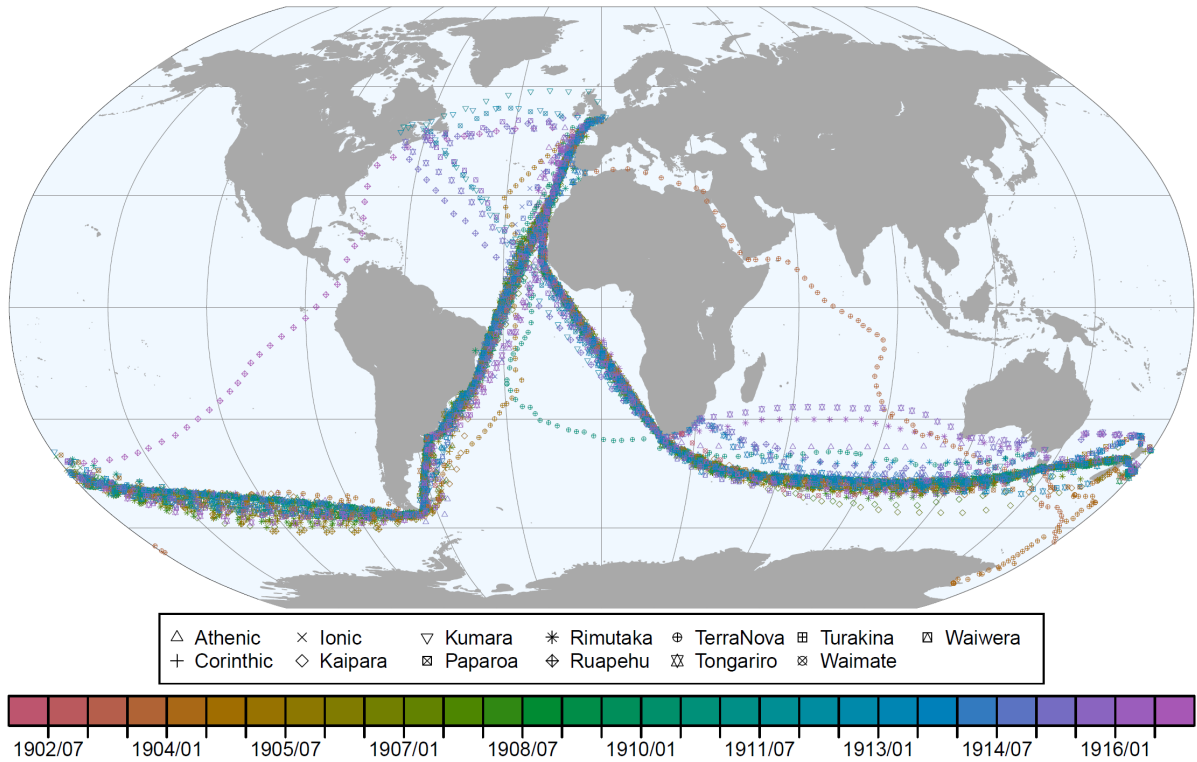 Athenic Ionic Kumara Rimutaka TerraNova Turakina Waiwera
Corinthic Kaipara Paparoa Ruapehu Tongariro Waimate
1902/07 1904/01 1905/07 1907/01 1908/07 1910/01 1911/07 1913/01 1914/07 1916/01